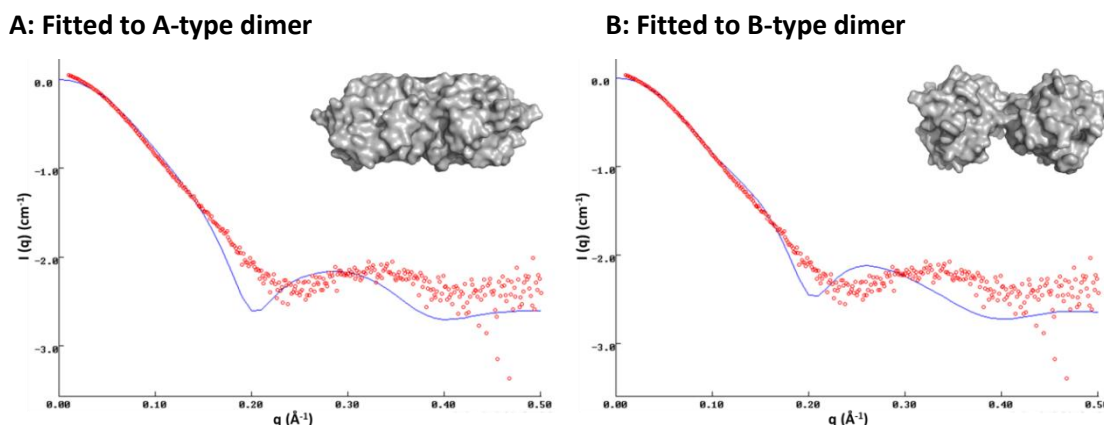 A: Fitted to A-type dimer
B: Fitted to B-type dimer
0.0
-1.0
-2.0
-3.0
I (q) (cm⁻¹)
0.00 0.10 0.20 0.30 0.40 0.50
q (Å⁻¹)
0.0
-1.0
-2.0
-3.0
I (q) (cm⁻¹)
0.00 0.10 0.20 0.30 0.40 0.50
q (Å⁻¹)